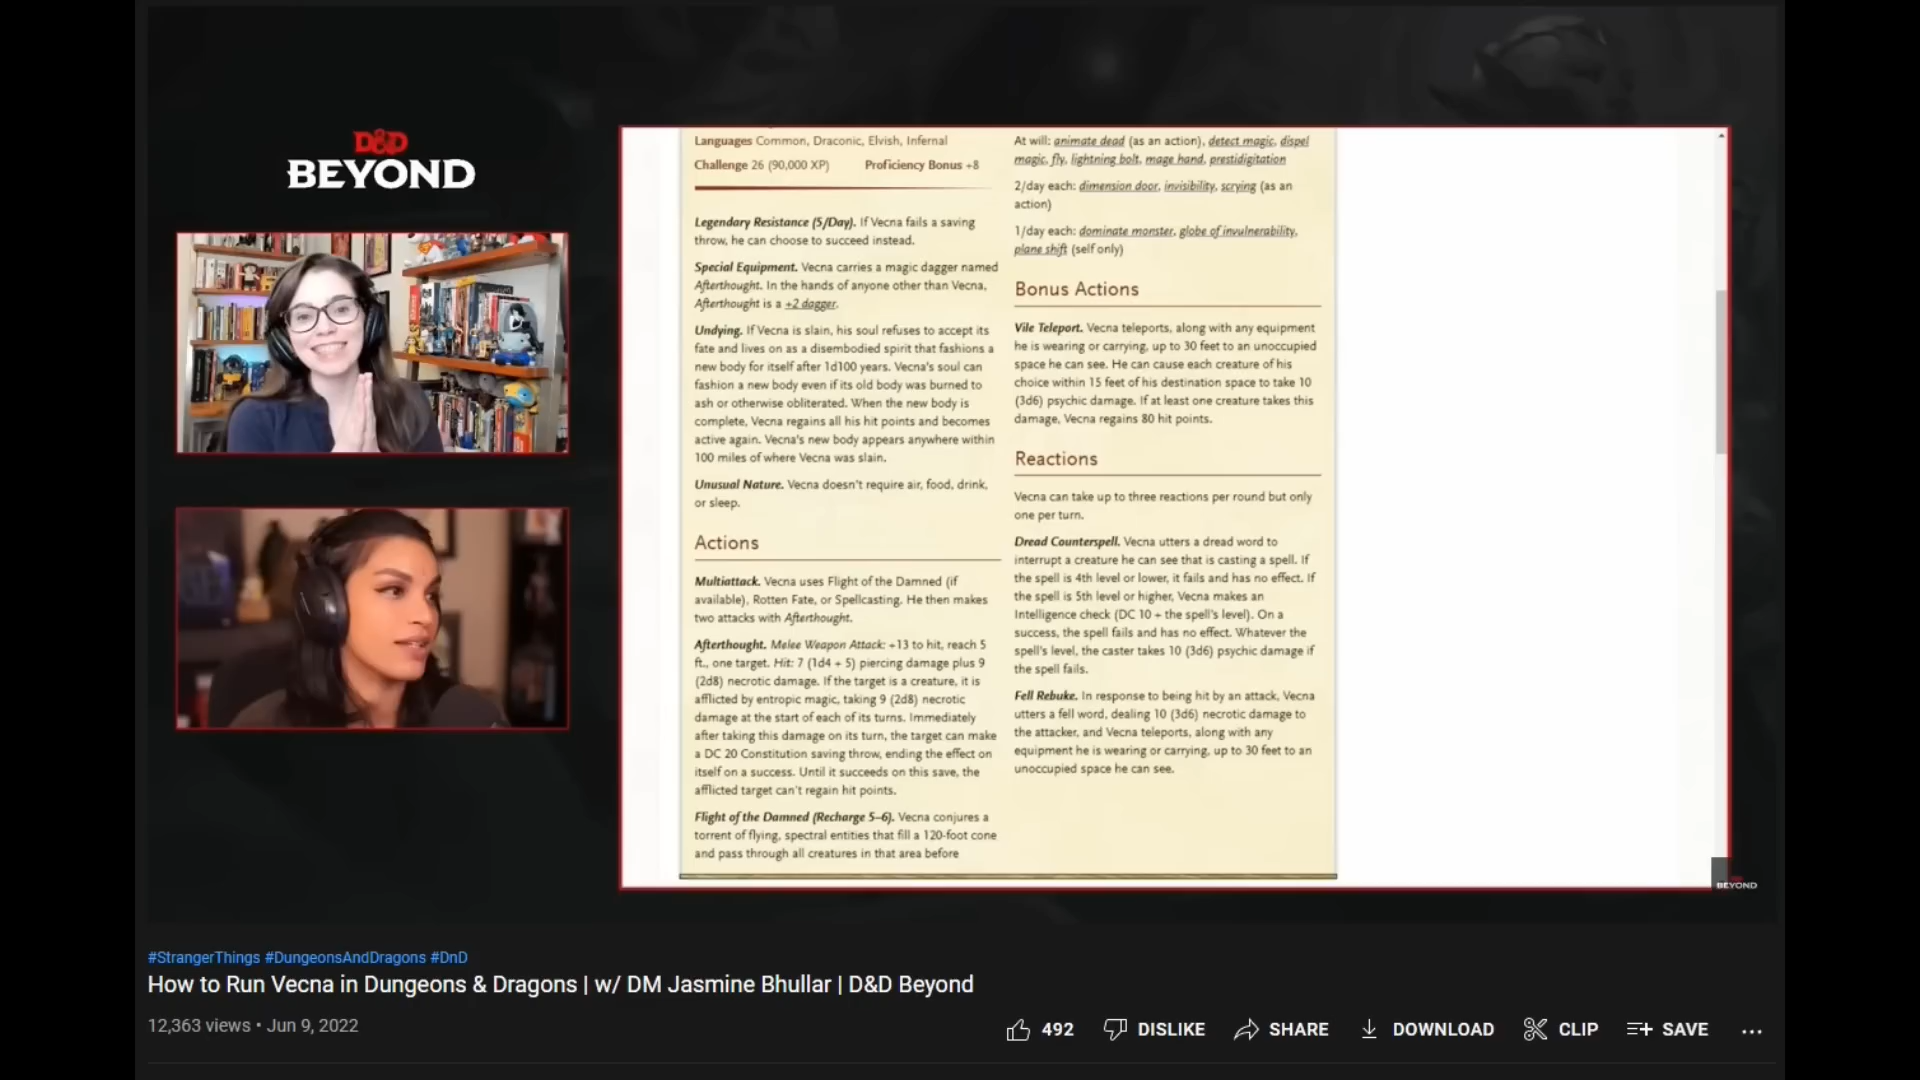 D&D
BEYOND
Languages Common, Draconic, Elvish, Infernal
Challenge 26 (90,000 XP) Proficiency Bonus +8
Legendary Resistance (5/Day). If Vecna fails a saving
throw, he can choose to succeed instead.
Special Equipment. Vecna carries a magic dagger named
Afterthought. In the hands of anyone other than Vecna,
Afterthought is a +2 dagger.
Undying. If Vecna is slain, his soul refuses to accept its
fate and lives on as a disembodied spirit that fashions a
new body for itself after 1d100 years. Vecna's soul can
fashion a new body even if its old body was burned to
ash or otherwise obliterated. When the new body is
complete, Vecna regains all his hit points and becomes
active again. Vecna's new body appears anywhere within
100 miles of where Vecna was slain.
Unusual Nature. Vecna doesn't require air, food, drink,
or sleep.
Actions
Multiattack. Vecna uses Flight of the Damned (if
available), Rotten Fate, or Spellcasting. He then makes
two attacks with Afterthought.
Afterthought. Melee Weapon Attack: +13 to hit, reach 5
ft., one target. Hit: 7 (1d4 + 5) piercing damage plus 9
(2d8) necrotic damage. If the target is a creature, it is
afflicted by entropic magic, taking 9 (2d8) necrotic
damage at the start of each of its turns. Immediately
after taking this damage on its turn, the target can make
a DC 20 Constitution saving throw, ending the effect on
itself on a success. Until it succeeds on this save, the
afflicted target can't regain hit points.
Flight of the Damned (Recharge 5–6). Vecna conjures a
torrent of flying, spectral entities that fill a 120-foot cone
and pass through all creatures in that area before
At will: animate dead (as an action), detect magic, dispel
magic, fly, lightning bolt, mage hand, prestidigitation
2/day each: dimension door, invisibility, scrying (as an
action)
1/day each: dominate monster, globe of invulnerability,
plane shift (self only)
Bonus Actions
Vile Teleport. Vecna teleports, along with any equipment
he is wearing or carrying, up to 30 feet to an unoccupied
space he can see. He can cause each creature of his
choice within 15 feet of his destination space to take 10
(3d6) psychic damage. If at least one creature takes this
damage, Vecna regains 80 hit points.
Reactions
Vecna can take up to three reactions per round but only
one per turn.
Dread Counterspell. Vecna utters a dread word to
interrupt a creature he can see that is casting a spell. If
the spell is 4th level or lower, it fails and has no effect. If
the spell is 5th level or higher, Vecna makes an
Intelligence check (DC 10 + the spell's level). On a
success, the spell fails and has no effect. Whatever the
spell's level, the caster takes 10 (3d6) psychic damage if
the spell fails.
Fell Rebuke. In response to being hit by an attack, Vecna
utters a fell word, dealing 10 (3d6) necrotic damage to
the attacker, and Vecna teleports, along with any
equipment he is wearing or carrying, up to 30 feet to an
unoccupied space he can see.
BEYOND
#StrangerThings #DungeonsAndDragons #DnD
How to Run Vecna in Dungeons & Dragons | w/ DM Jasmine Bhullar | D&D Beyond
12,363 views • Jun 9, 2022
492 DISLIKE SHARE DOWNLOAD CLIP SAVE ...